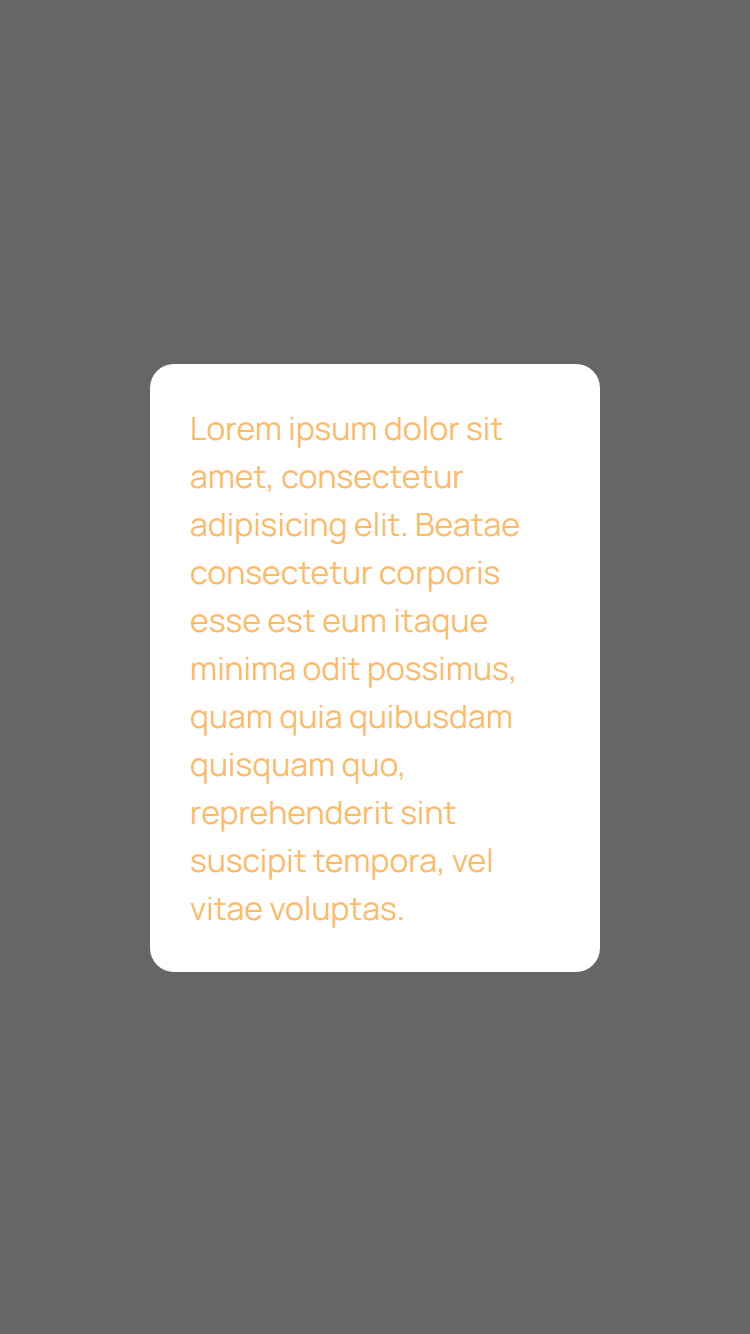 Lorem ipsum dolor sit
amet, consectetur
adipisicing elit. Beatae
consectetur corporis
esse est eum itaque
minima odit possimus,
quam quia quibusdam
quisquam quo,
reprehenderit sint
suscipit tempora, vel
vitae voluptas.